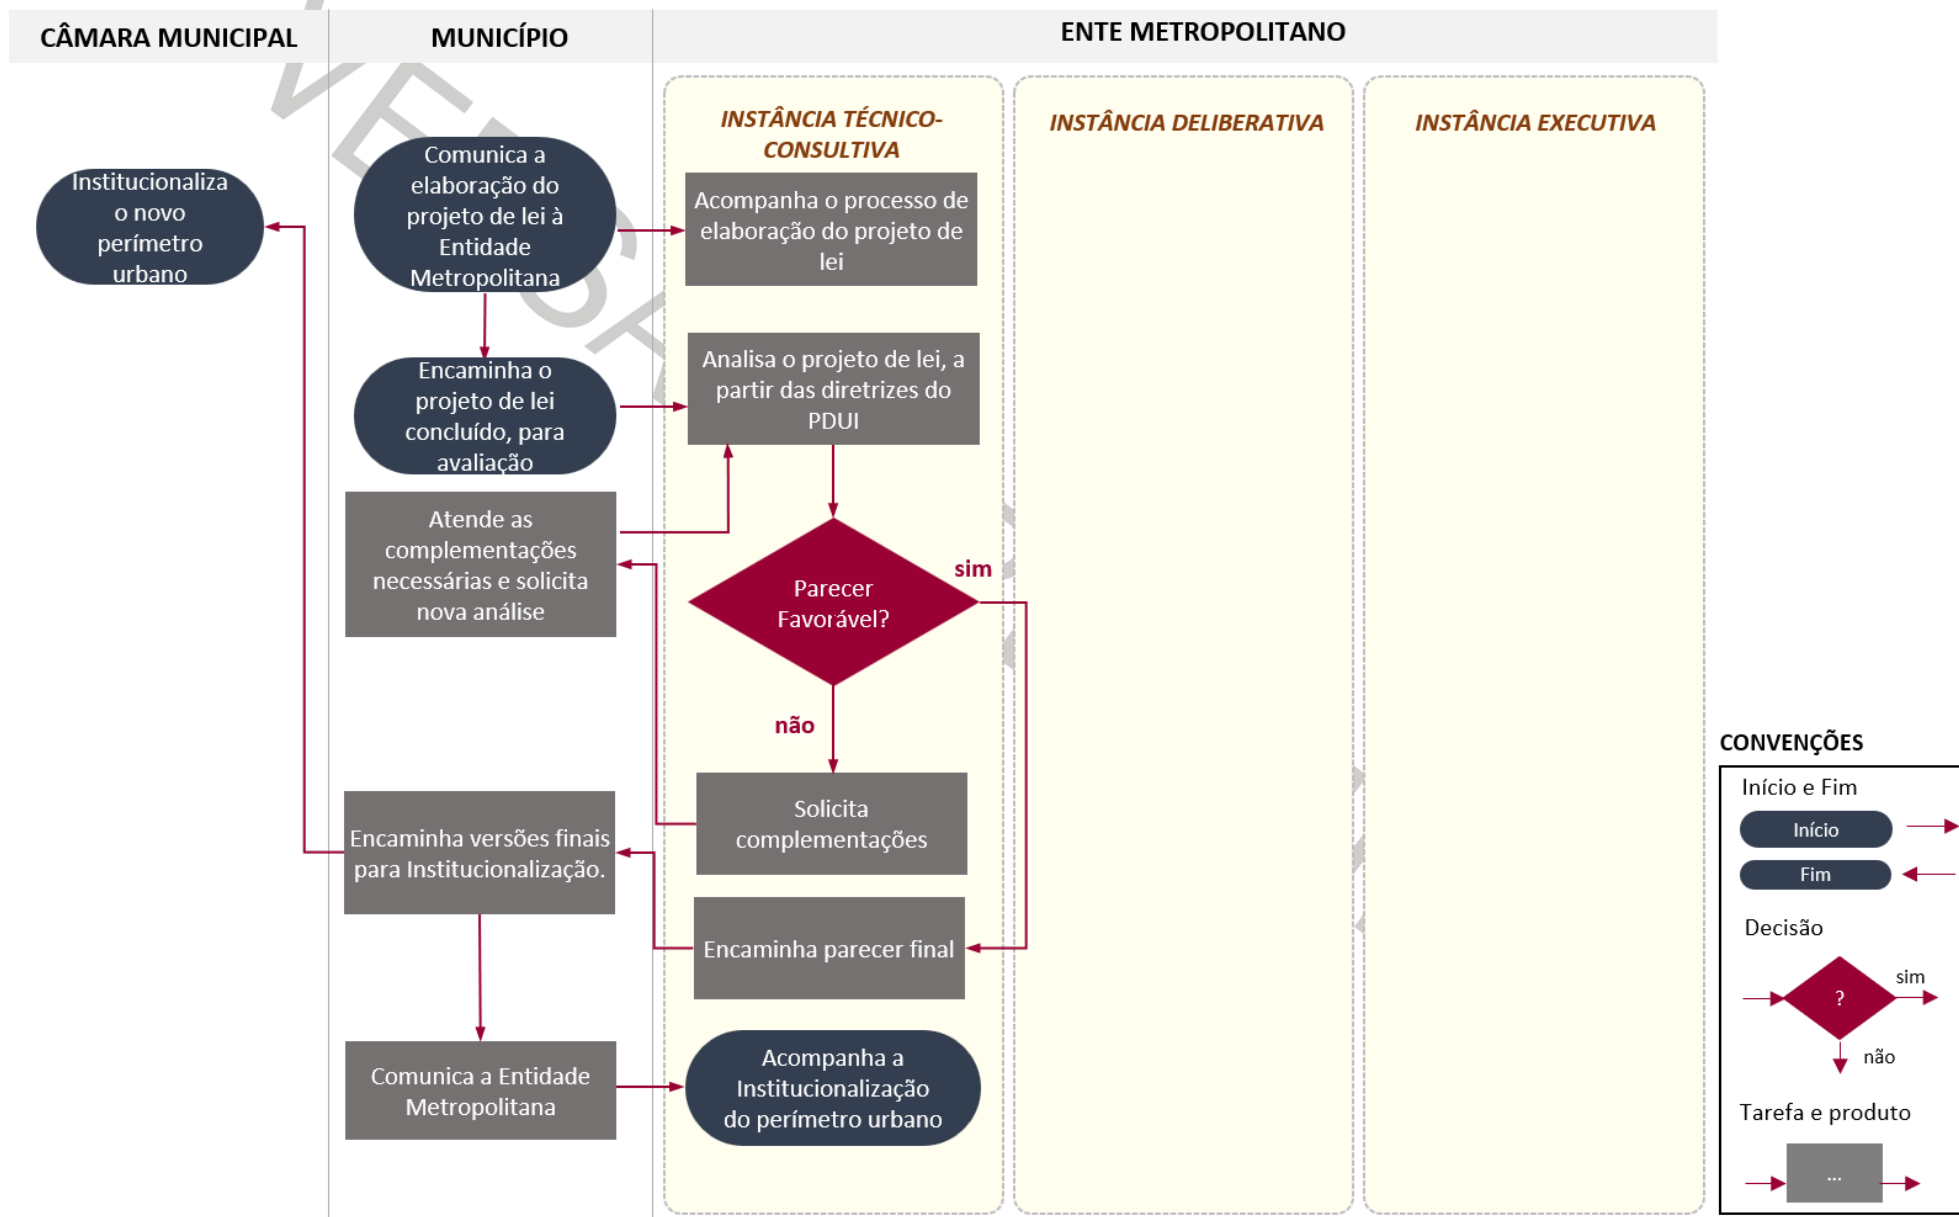 CÂMARA MUNICIPAL
MUNICÍPIO
ENTE METROPOLITANO
INSTÂNCIA TÉCNICO-
CONSULTIVA
INSTÂNCIA DELIBERATIVA
INSTÂNCIA EXECUTIVA
Institucionaliza
o novo
perímetro
urbano
Comunica a
elaboração do
projeto de lei à
Entidade
Metropolitana
Acompanha o processo de
elaboração do projeto de
lei
Encaminha o
projeto de lei
concluído, para
avaliação
Analisa o projeto de lei, a
partir das diretrizes do
PDUI
Atende as
complementações
necessárias e solicita
nova análise
Parecer
Favorável?
sim
não
Solicita
complementações
Encaminha versões finais
para Institucionalização.
Encaminha parecer final
Comunica a Entidade
Metropolitana
Acompanha a
Institucionalização
do perímetro urbano
CONVENÇÕES
Início e Fim
Início
Fim
Decisão
?
sim
não
Tarefa e produto
...